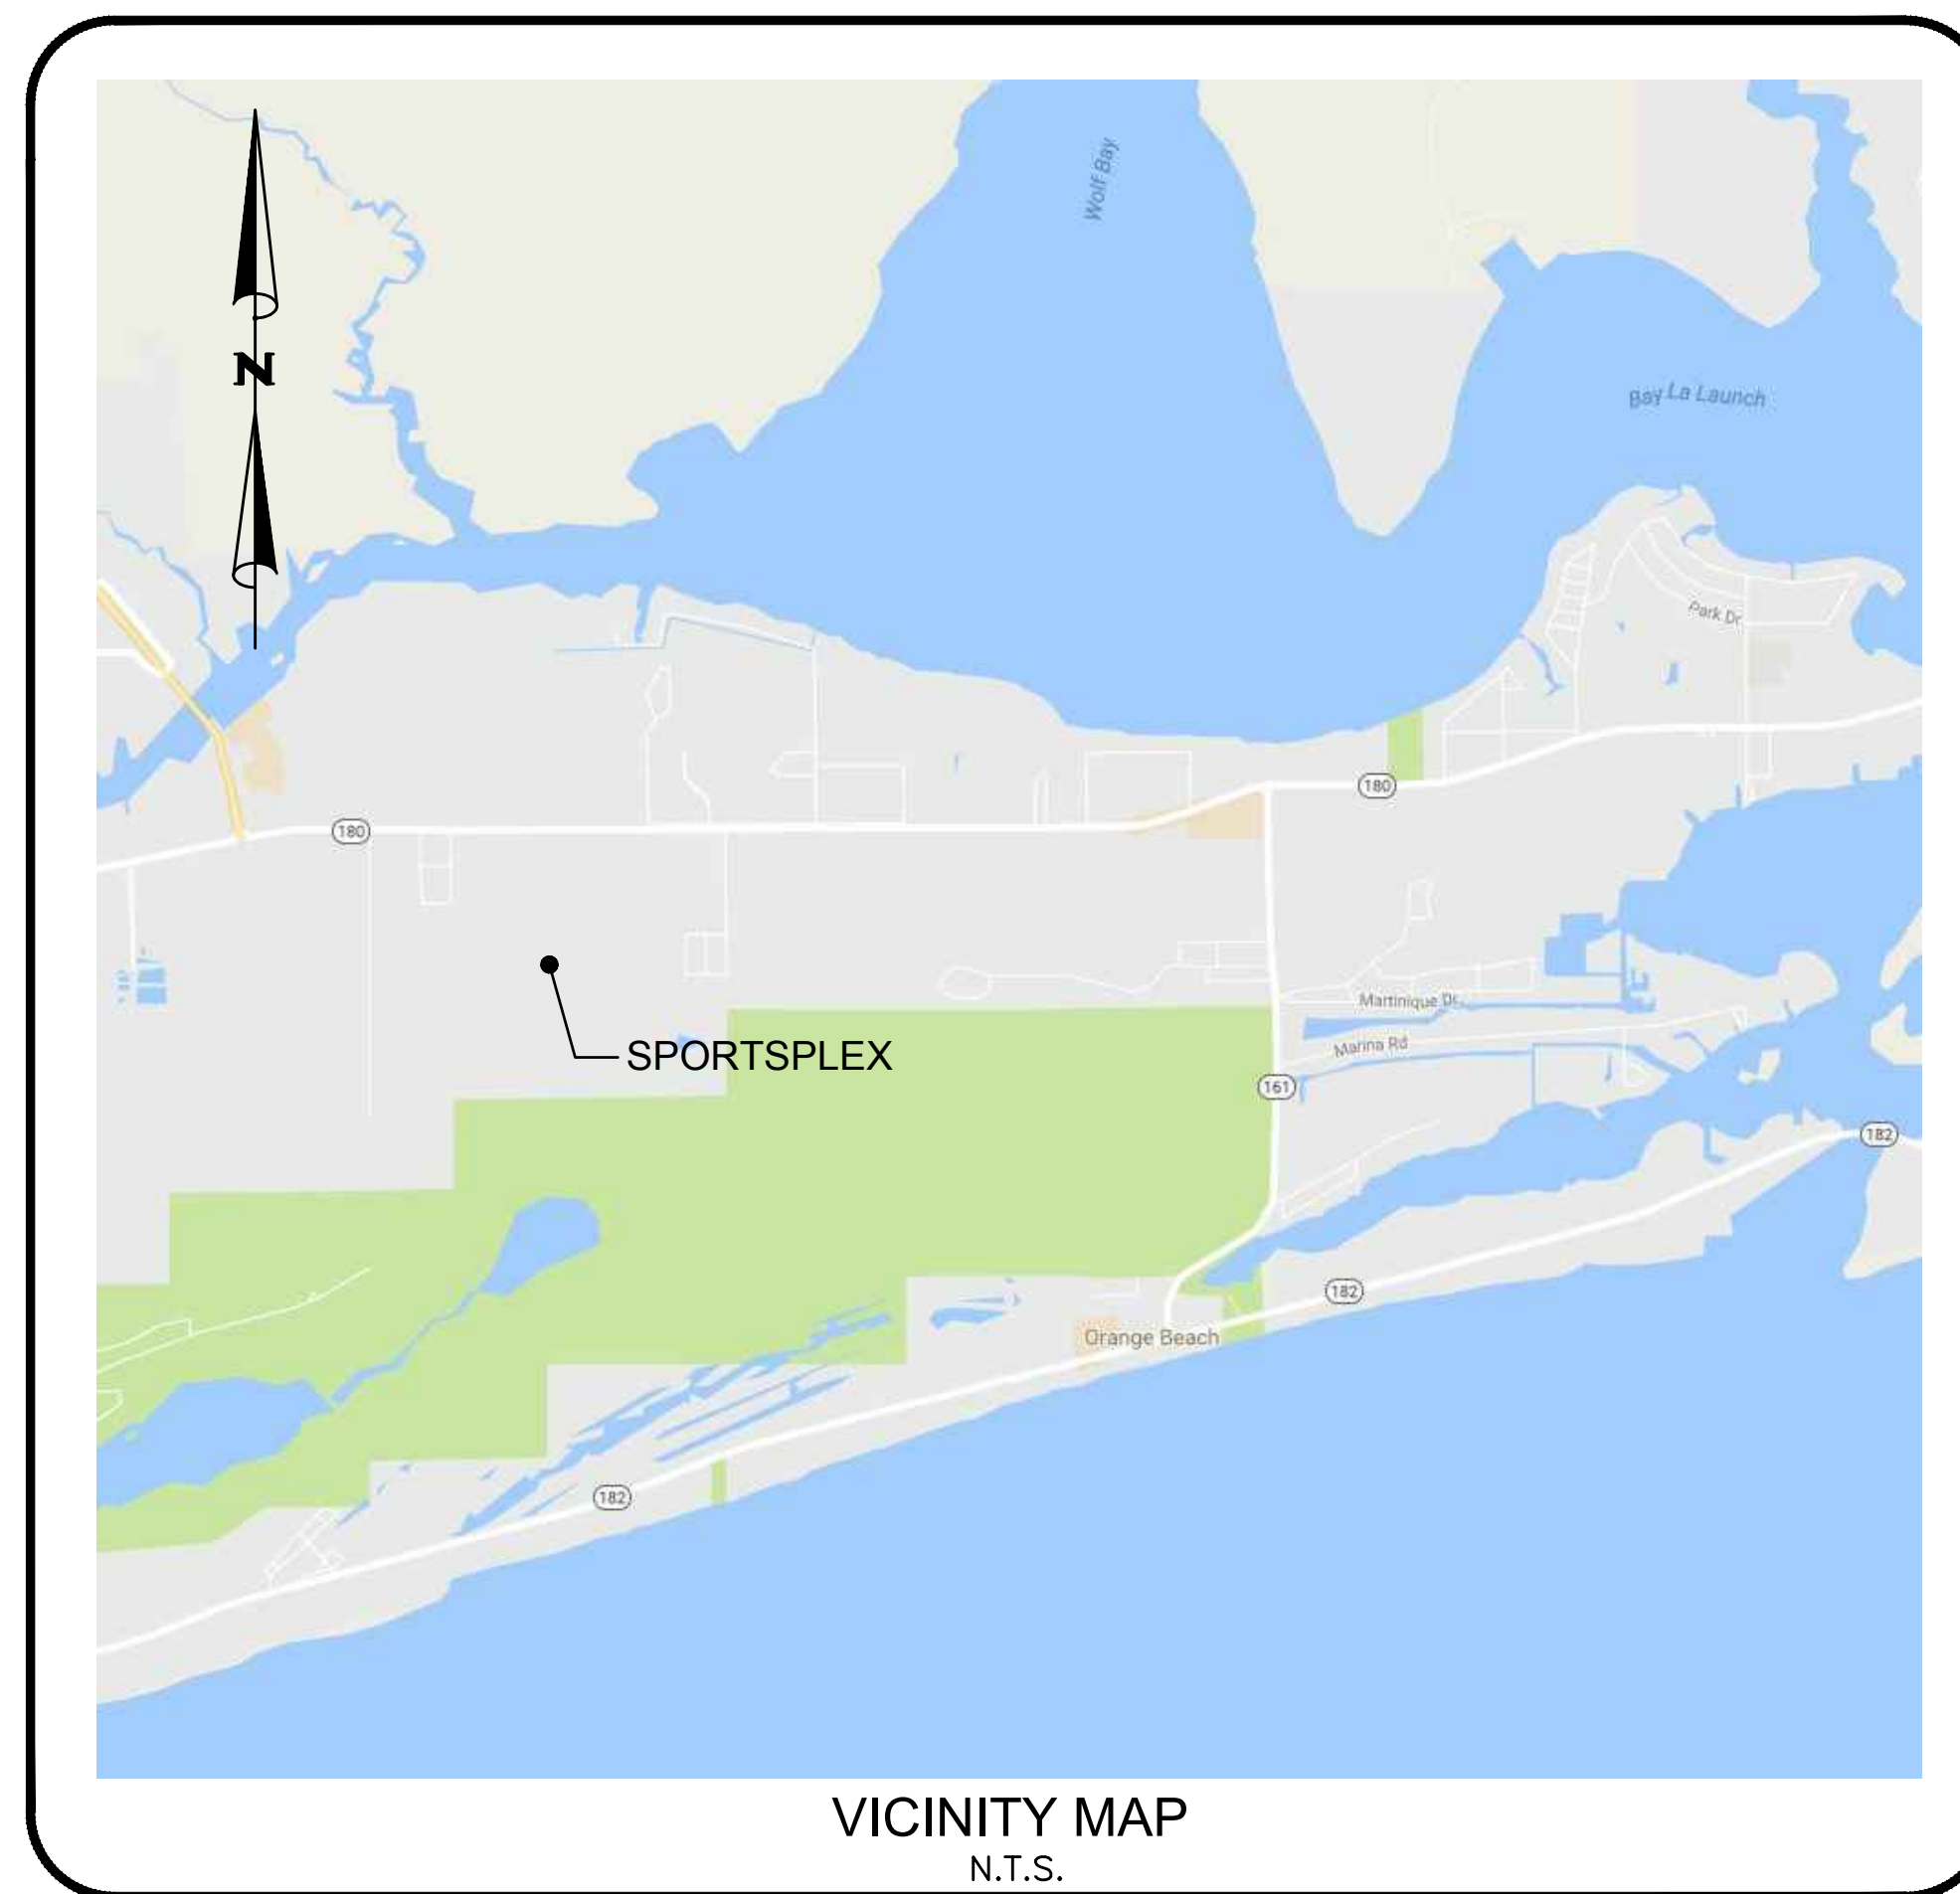 Wolf Bay
N
Bay La Launch
Park Dr
180
180
Martinique Dr
SPORTSPLEX
Marina Rd
161
182
182
Orange Beach
182
VICINITY MAP
N.T.S.